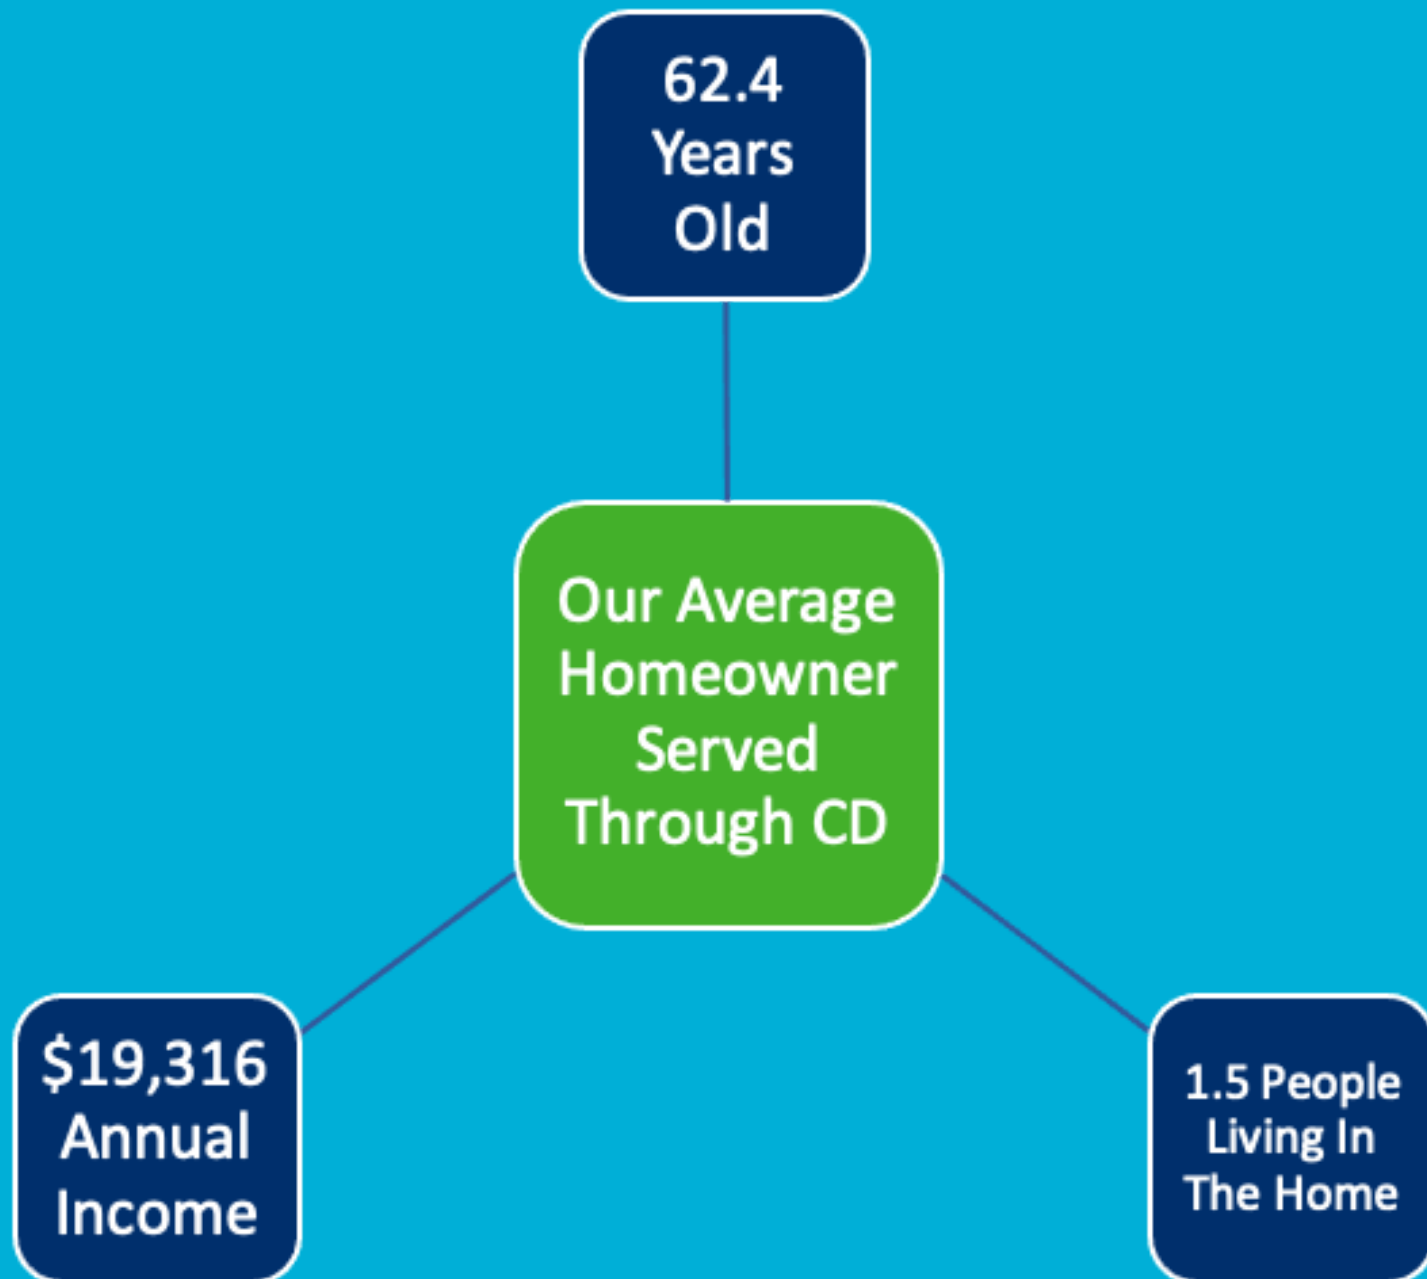 62.4
Years
Old
Our Average
Homeowner
Served
Through CD
$19,316
Annual
Income
1.5 People
Living In
The Home